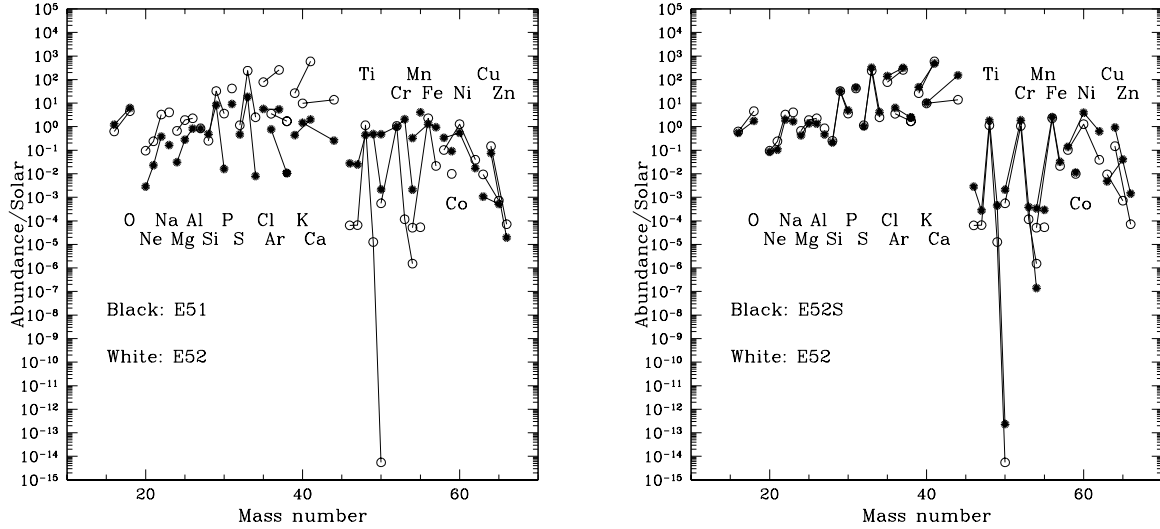 10⁵
10⁴
10³
10²
10¹
10⁰
10⁻¹
10⁻²
10⁻³
10⁻⁴
10⁻⁵
10⁻⁶
10⁻⁷
10⁻⁸
10⁻⁹
10⁻¹⁰
10⁻¹¹
10⁻¹²
10⁻¹³
10⁻¹⁴
10⁻¹⁵
Abundance/Solar
Ti Mn Cu
Cr Fe Ni Zn
Co
O Na Al P Cl K
Ne Mg Si S Ar Ca
Black: E51
White: E52
20 40 60
Mass number
10⁵
10⁴
10³
10²
10¹
10⁰
10⁻¹
10⁻²
10⁻³
10⁻⁴
10⁻⁵
10⁻⁶
10⁻⁷
10⁻⁸
10⁻⁹
10⁻¹⁰
10⁻¹¹
10⁻¹²
10⁻¹³
10⁻¹⁴
10⁻¹⁵
Abundance/Solar
Ti Mn Cu
Cr Fe Ni Zn
Co
O Na Al P Cl K
Ne Mg Si S Ar Ca
Black: E52S
White: E52
20 40 60
Mass number